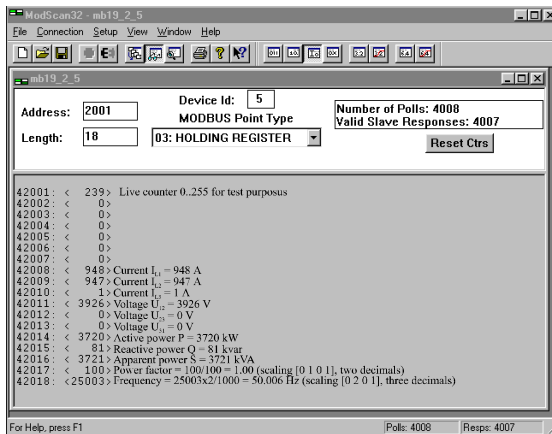 ModScan32 - mb19_2_5
File Connection Setup View Window Help
mb19_2_5
Address: 2001
Device Id: 5
MODBUS Point Type
Length: 18
03: HOLDING REGISTER
Number of Polls: 4008
Valid Slave Responses: 4007
Reset Ctrs
42001: < 239> Live counter 0..255 for test purposus
42002: < 0>
42003: < 0>
42004: < 0>
42005: < 0>
42006: < 0>
42007: < 0>
42008: < 948> Current I_L1 = 948 A
42009: < 947> Current I_L2 = 947 A
42010: < 1> Current I_L3 = 1 A
42011: < 3926> Voltage U_12 = 3926 V
42012: < 0> Voltage U_23 = 0 V
42013: < 0> Voltage U_31 = 0 V
42014: < 3720> Active power P = 3720 kW
42015: < 81> Reactive power Q = 81 kvar
42016: < 3721> Apparent power S = 3721 kVA
42017: < 100> Power factor = 100/100 = 1.00 (scaling [0 1 0 1], two decimals)
42018: <25003> Frequency = 25003x2/1000 = 50.006 Hz (scaling [0 2 0 1], three decimals)
For Help, press F1
Polls: 4008
Resps: 4007